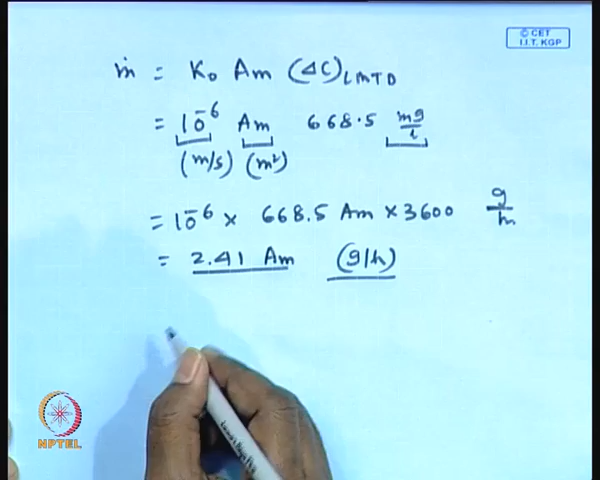 © CET
I.I.T. KGP
ṁ = K₀ Am (ΔC)LMTD
= 10⁻⁶ Am 668.5 mg/l
(m/s) (m²)
= 10⁻⁶ × 668.5 Am × 3600 g/h
= 2.41 Am (g/h)
NPTEL